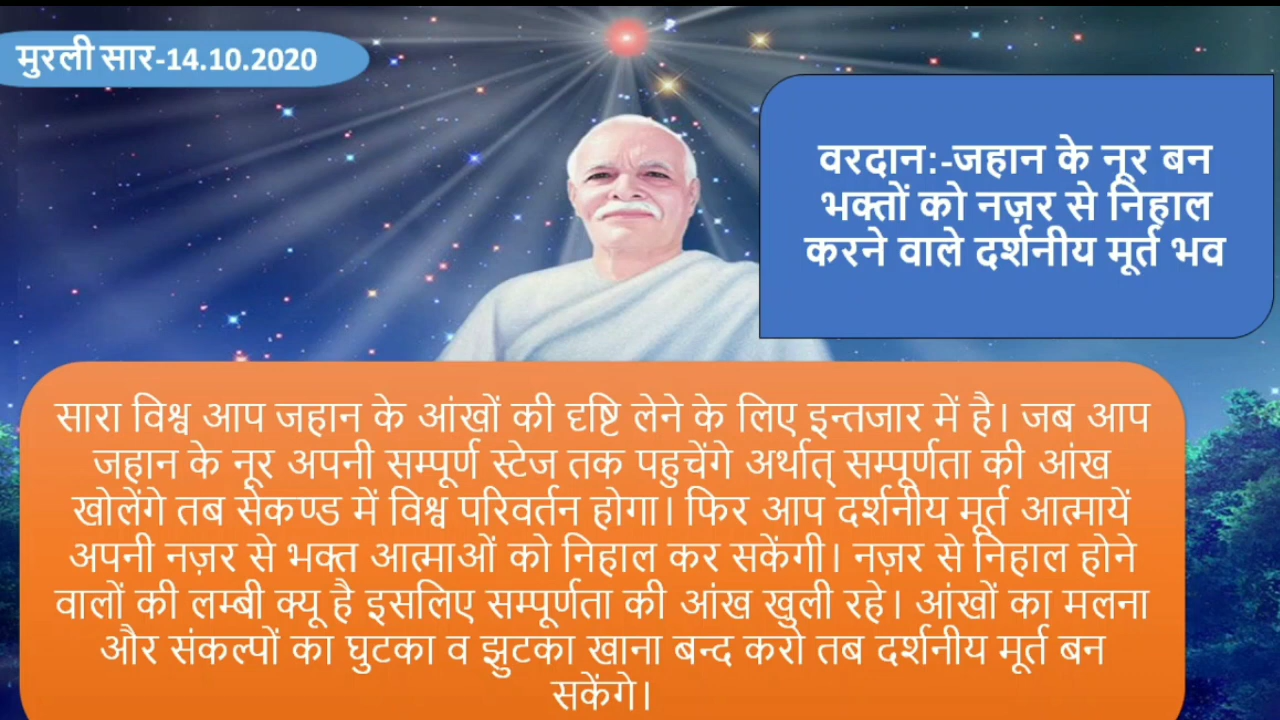 मुरली सार-14.10.2020
वरदान:-जहान के नूर बन
भक्तों को नज़र से निहाल
करने वाले दर्शनीय मूर्त भव
सारा विश्व आप जहान के आंखों की दृष्टि लेने के लिए इन्तजार में है। जब आप
जहान के नूर अपनी सम्पूर्ण स्टेज तक पहुचेंगे अर्थात् सम्पूर्णता की आंख
खोलेंगे तब सेकण्ड में विश्व परिवर्तन होगा। फिर आप दर्शनीय मूर्त आत्मायें
अपनी नज़र से भक्त आत्माओं को निहाल कर सकेंगी। नज़र से निहाल होने
वालों की लम्बी क्यू है इसलिए सम्पूर्णता की आंख खुली रहे। आंखों का मलना
और संकल्पों का घुटका व झुटका खाना बन्द करो तब दर्शनीय मूर्त बन
सकेंगे।